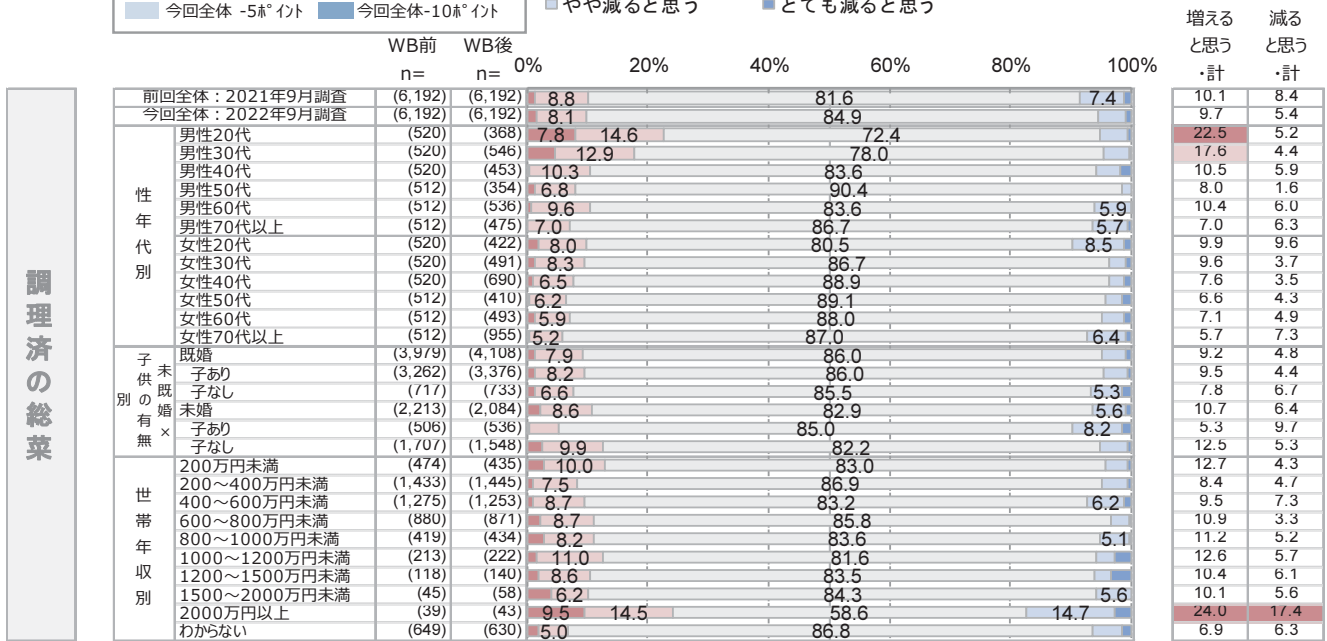 今回全体 -5ﾎﾟｲﾝﾄ 今回全体-10ﾎﾟｲﾝﾄ やや減ると思う とても減ると思う
増える 減る
WB前 WB後 と思う と思う
n= n= 0% 20% 40% 60% 80% 100% ・計 ・計
調理済の総菜
前回全体：2021年9月調査 (6,192) (6,192) 8.8 81.6 7.4 10.1 8.4
今回全体：2022年9月調査 (6,192) (6,192) 8.1 84.9 9.7 5.4
性年代別
男性20代 (520) (368) 7.8 14.6 72.4 22.5 5.2
男性30代 (520) (546) 12.9 78.0 17.6 4.4
男性40代 (520) (453) 10.3 83.6 10.5 5.9
男性50代 (512) (354) 6.8 90.4 8.0 1.6
男性60代 (512) (536) 9.6 83.6 5.9 10.4 6.0
男性70代以上 (512) (475) 7.0 86.7 5.7 7.0 6.3
女性20代 (520) (422) 8.0 80.5 8.5 9.9 9.6
女性30代 (520) (491) 8.3 86.7 9.6 3.7
女性40代 (520) (690) 6.5 88.9 7.6 3.5
女性50代 (512) (410) 6.2 89.1 6.6 4.3
女性60代 (512) (493) 5.9 88.0 7.1 4.9
女性70代以上 (512) (955) 5.2 87.0 6.4 5.7 7.3
未既婚×子供の有無別
既婚 (3,979) (4,108) 7.9 86.0 9.2 4.8
子あり (3,262) (3,376) 8.2 86.0 9.5 4.4
子なし (717) (733) 6.6 85.5 5.3 7.8 6.7
未婚 (2,213) (2,084) 8.6 82.9 5.6 10.7 6.4
子あり (506) (536) 85.0 8.2 5.3 9.7
子なし (1,707) (1,548) 9.9 82.2 12.5 5.3
世帯年収別
200万円未満 (474) (435) 10.0 83.0 12.7 4.3
200～400万円未満 (1,433) (1,445) 7.5 86.9 8.4 4.7
400～600万円未満 (1,275) (1,253) 8.7 83.2 6.2 9.5 7.3
600～800万円未満 (880) (871) 8.7 85.8 10.9 3.3
800～1000万円未満 (419) (434) 8.2 83.6 5.1 11.2 5.2
1000～1200万円未満 (213) (222) 11.0 81.6 12.6 5.7
1200～1500万円未満 (118) (140) 8.6 83.5 10.4 6.1
1500～2000万円未満 (45) (58) 6.2 84.3 5.6 10.1 5.6
2000万円以上 (39) (43) 9.5 14.5 58.6 14.7 24.0 17.4
わからない (649) (630) 5.0 86.8 6.9 6.3